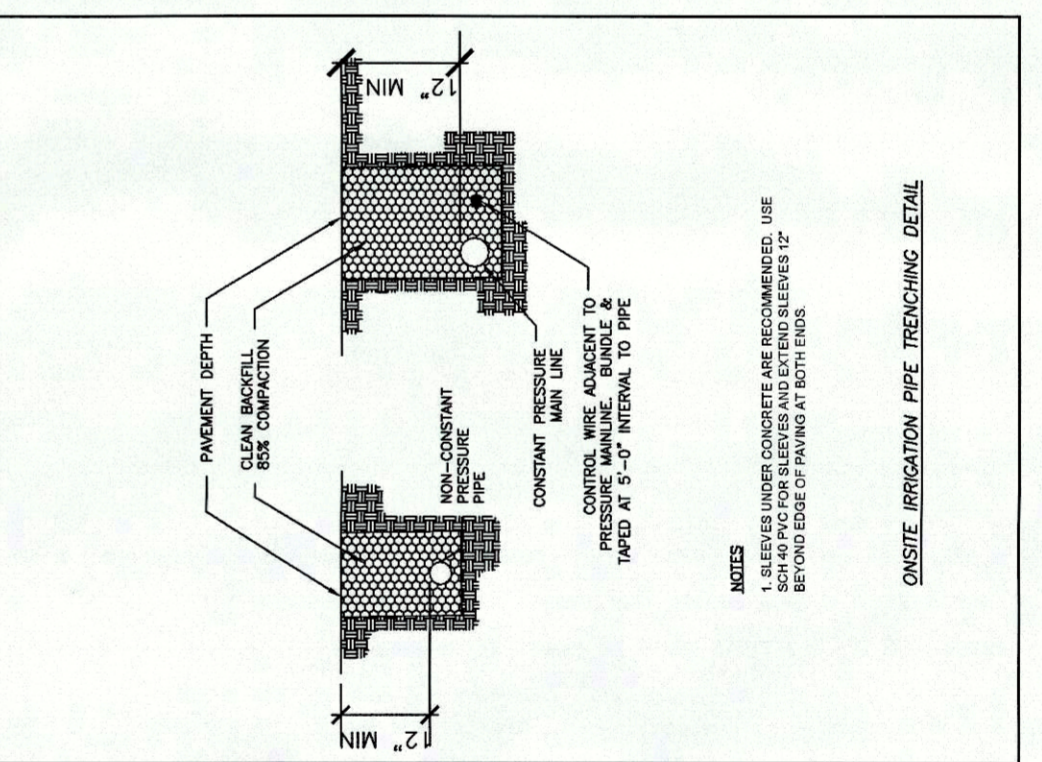 PAVEMENT DEPTH
CLEAN BACKFILL
85% COMPACTION
12" MIN
12" MIN
NON-CONSTANT
PRESSURE
PIPE
CONSTANT PRESSURE
MAIN LINE
CONTROL WIRE ADJACENT TO
PRESSURE MAINLINE. BUNDLE &
TAPED AT 5'-0" INTERVAL TO PIPE
NOTES
1. SLEEVES UNDER CONCRETE ARE RECOMMENDED. USE
SCH 40 PVC FOR SLEEVES AND EXTEND SLEEVES 12"
BEYOND EDGE OF PAVING AT BOTH ENDS.
ONSITE IRRIGATION PIPE TRENCHING DETAIL